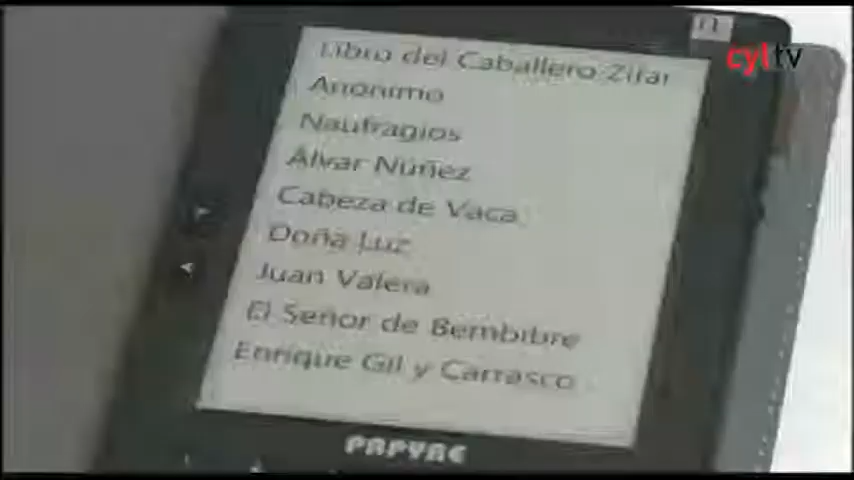 cyltv
Libro del Caballero Zifar
Anónimo
Naufragios
Álvar Núñez
Cabeza de Vaca
Doña Luz
Juan Valera
El Señor de Bembibre
Enrique Gil y Carrasco
PAPYRE